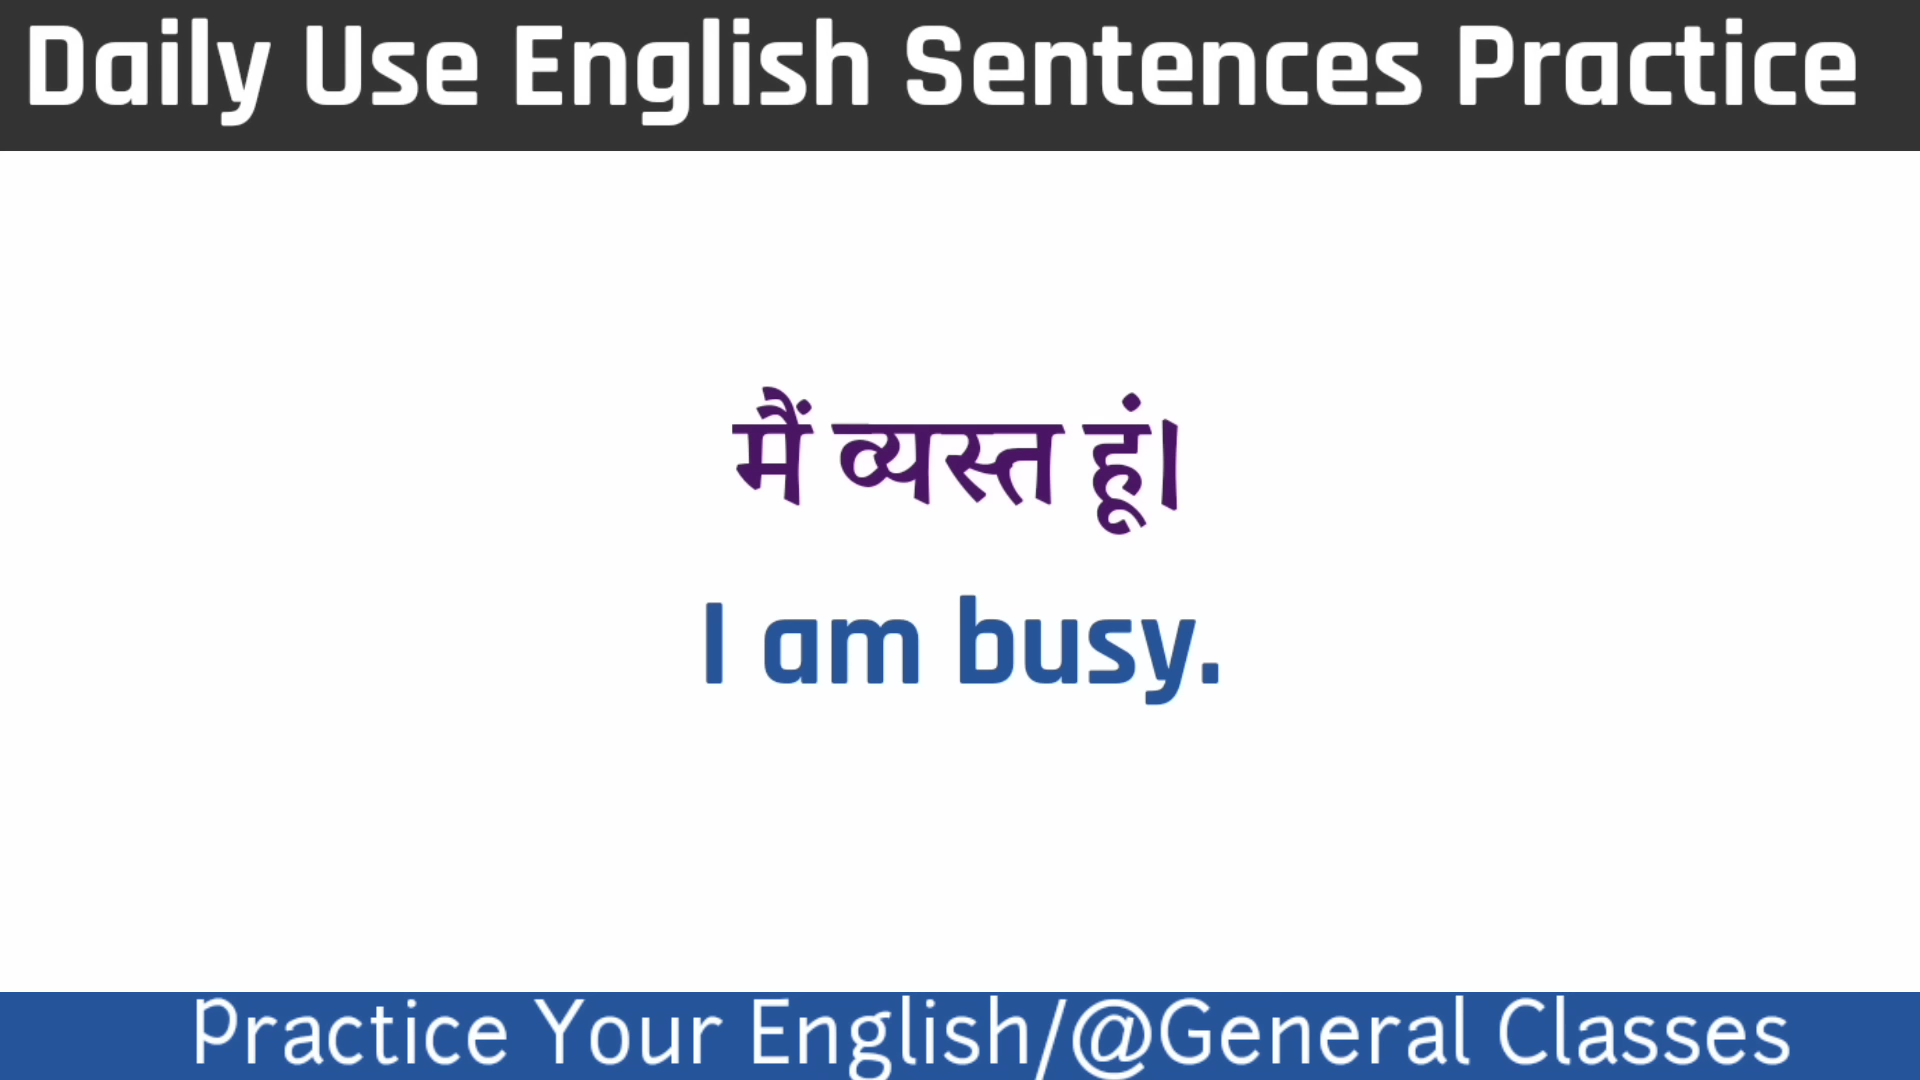 Daily Use English Sentences Practice
मैं व्यस्त हूं।
I am busy.
Practice Your English/@General Classes